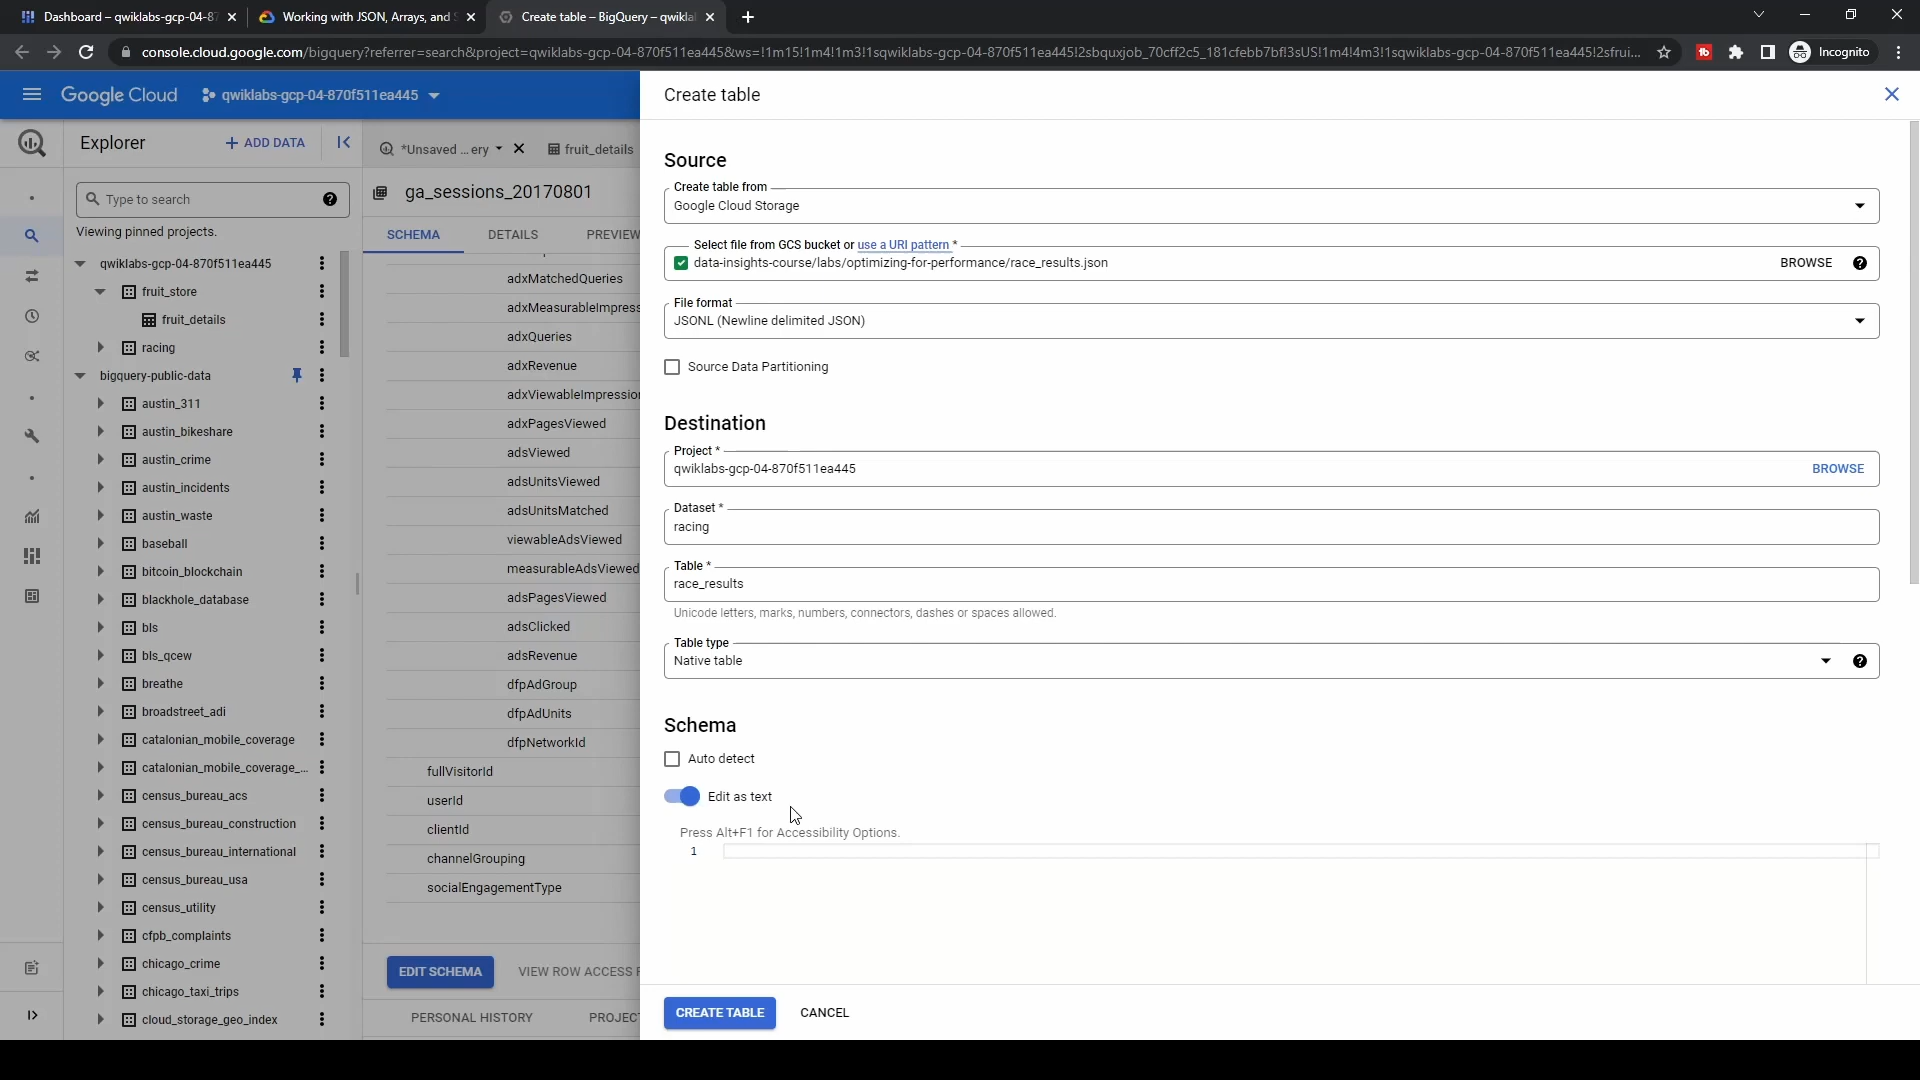 Dashboard – qwiklabs-gcp-04-87
Working with JSON, Arrays, and S
Create table – BigQuery – qwikla
console.cloud.google.com/bigquery?referrer=search&project=qwiklabs-gcp-04-870f511ea445&ws=!1m15!1m4!1m3!1sqwiklabs-gcp-04-870f511ea445!2sbquxjob_70cff2c5_181cfebb7bf!3sUS!1m4!4m3!1sqwiklabs-gcp-04-870f511ea445!2sfrui...
Incognito
Google Cloud
qwiklabs-gcp-04-870f511ea445
Explorer
+ ADD DATA
Type to search
Viewing pinned projects.
qwiklabs-gcp-04-870f511ea445
fruit_store
fruit_details
racing
bigquery-public-data
austin_311
austin_bikeshare
austin_crime
austin_incidents
austin_waste
baseball
bitcoin_blockchain
blackhole_database
bls
bls_qcew
breathe
broadstreet_adi
catalonian_mobile_coverage
catalonian_mobile_coverage_...
census_bureau_acs
census_bureau_construction
census_bureau_international
census_bureau_usa
census_utility
cfpb_complaints
chicago_crime
chicago_taxi_trips
cloud_storage_geo_index
*Unsaved ...ery
fruit_details
ga_sessions_20170801
SCHEMA
DETAILS
PREVIEW
adxMatchedQueries
adxMeasurableImpress
adxQueries
adxRevenue
adxViewableImpression
adxPagesViewed
adsViewed
adsUnitsViewed
adsUnitsMatched
viewableAdsViewed
measurableAdsViewed
adsPagesViewed
adsClicked
adsRevenue
dfpAdGroup
dfpAdUnits
dfpNetworkId
fullVisitorId
userId
clientId
channelGrouping
socialEngagementType
EDIT SCHEMA
VIEW ROW ACCESS P
PERSONAL HISTORY
PROJECT
Create table
Source
Create table from
Google Cloud Storage
Select file from GCS bucket or use a URI pattern *
data-insights-course/labs/optimizing-for-performance/race_results.json
BROWSE
File format
JSONL (Newline delimited JSON)
Source Data Partitioning
Destination
Project *
qwiklabs-gcp-04-870f511ea445
BROWSE
Dataset *
racing
Table *
race_results
Unicode letters, marks, numbers, connectors, dashes or spaces allowed.
Table type
Native table
Schema
Auto detect
Edit as text
Press Alt+F1 for Accessibility Options.
1
CREATE TABLE
CANCEL